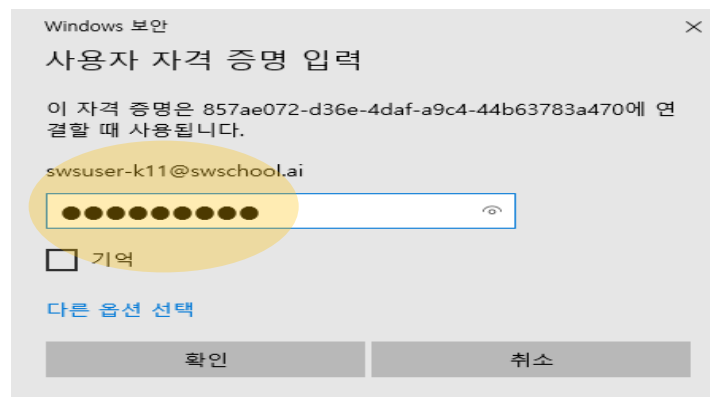 Windows 보안
사용자 자격 증명 입력
이 자격 증명은 857ae072-d36e-4daf-a9c4-44b63783a470에 연
결할 때 사용됩니다.
swsuser-k11@swschool.ai
●●●●●●●●●
기억
다른 옵션 선택
확인
취소